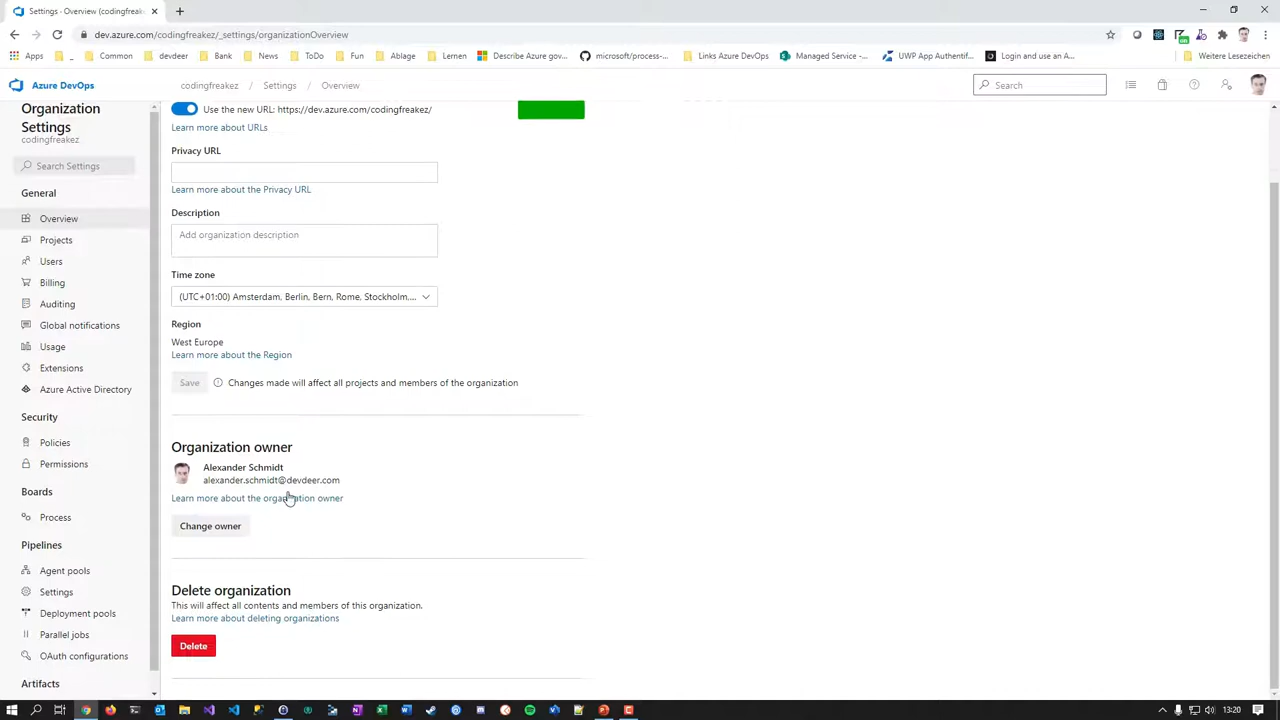 Settings - Overview (codingfreakez
dev.azure.com/codingfreakez/_settings/organizationOverview
Apps
_
Common
devdeer
Bank
News
ToDo
Fun
Ablage
Lernen
Describe Azure gov...
microsoft/process-...
Links Azure DevOps
Managed Service -...
UWP App Authentif...
Login and use an A...
Weitere Lesezeichen
Azure DevOps
codingfreakez / Settings / Overview
Search
Organization
Settings
codingfreakez
Search Settings
General
Overview
Projects
Users
Billing
Auditing
Global notifications
Usage
Extensions
Azure Active Directory
Security
Policies
Permissions
Boards
Process
Pipelines
Agent pools
Settings
Deployment pools
Parallel jobs
OAuth configurations
Artifacts
Use the new URL: https://dev.azure.com/codingfreakez/
Learn more about URLs
Privacy URL
Learn more about the Privacy URL
Description
Add organization description
Time zone
(UTC+01:00) Amsterdam, Berlin, Bern, Rome, Stockholm,...
Region
West Europe
Learn more about the Region
Save
Changes made will affect all projects and members of the organization
Organization owner
Alexander Schmidt
alexander.schmidt@devdeer.com
Learn more about the organization owner
Change owner
Delete organization
This will affect all contents and members of this organization.
Learn more about deleting organizations
Delete
13:20